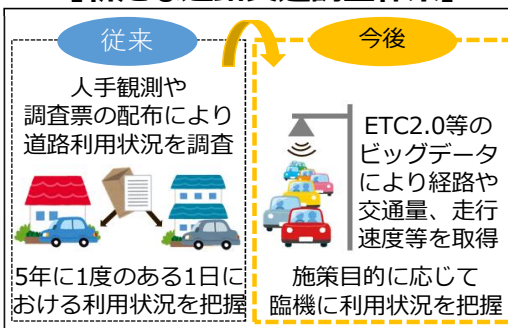 従来
人手観測や
調査票の配布により
道路利用状況を調査
5年に1度のある1日に
おける利用状況を把握
今後
ETC2.0等の
ビッグデータ
により経路や
交通量、走行
速度等を取得
施策目的に応じて
臨機に利用状況を把握